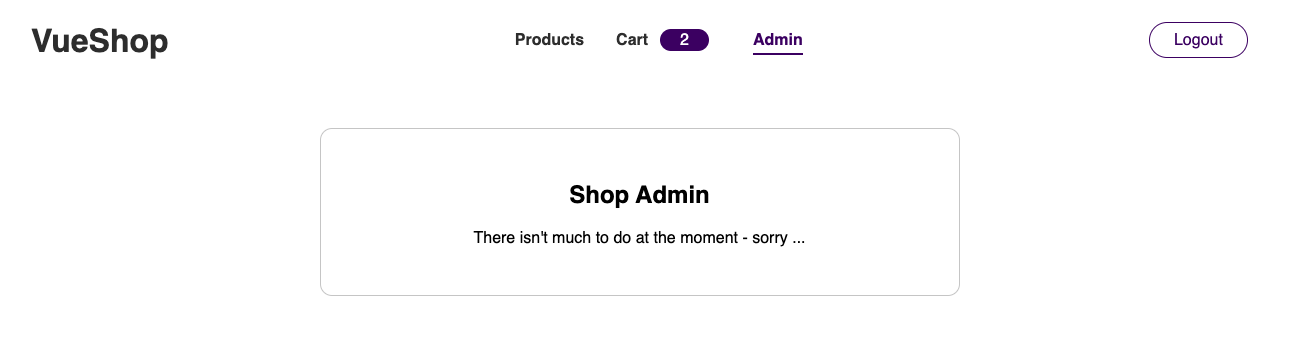 VueShop
Products Cart 2 Admin
Logout
Shop Admin
There isn't much to do at the moment - sorry ...